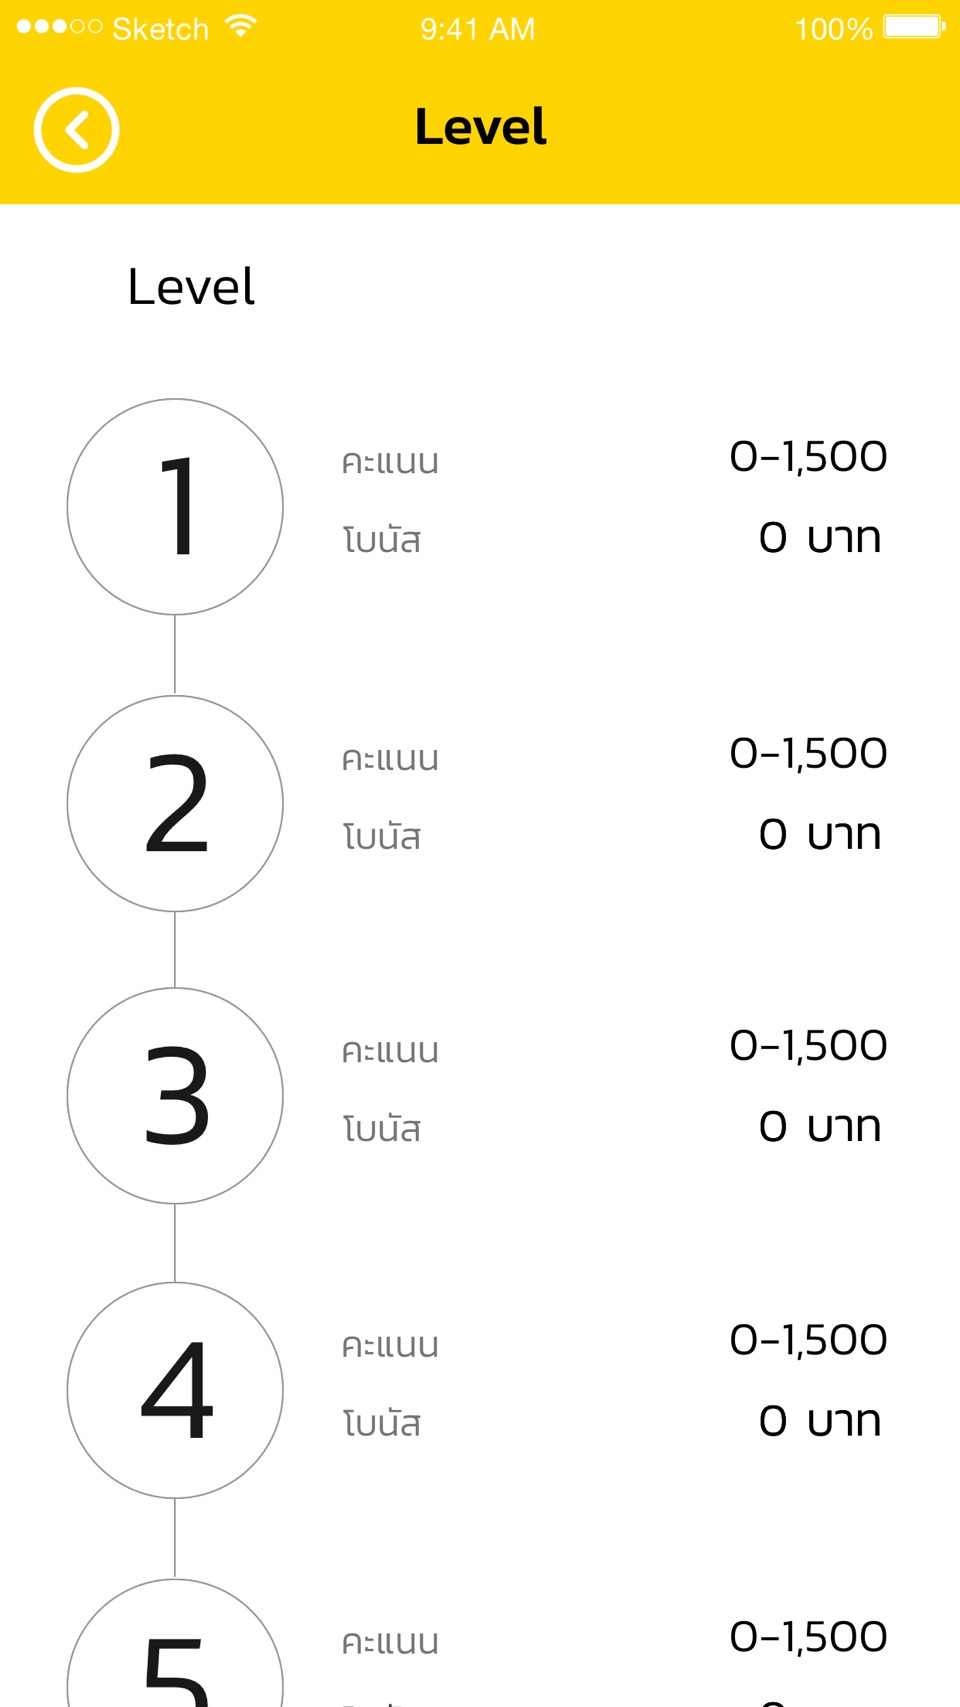 Sketch 9:41 AM 100%
Level
Level
1
คะแนน 0-1,500
โบนัส 0 บาท
2
คะแนน 0-1,500
โบนัส 0 บาท
3
คะแนน 0-1,500
โบนัส 0 บาท
4
คะแนน 0-1,500
โบนัส 0 บาท
5
คะแนน 0-1,500